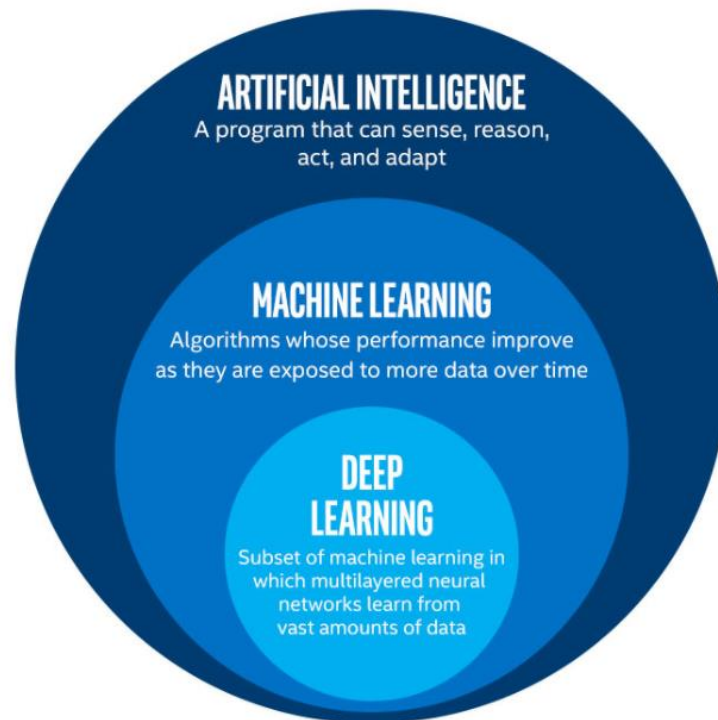 ARTIFICIAL INTELLIGENCE
A program that can sense, reason,
act, and adapt
MACHINE LEARNING
Algorithms whose performance improve
as they are exposed to more data over time
DEEP
LEARNING
Subset of machine learning in
which multilayered neural
networks learn from
vast amounts of data